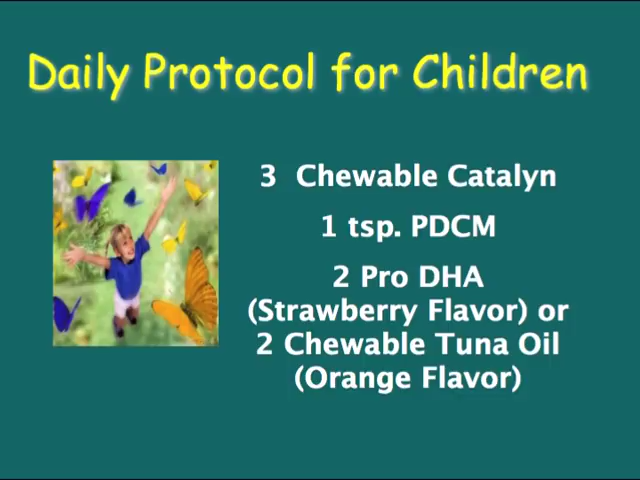 Daily Protocol for Children
3 Chewable Catalyn
1 tsp. PDCM
2 Pro DHA
(Strawberry Flavor) or
2 Chewable Tuna Oil
(Orange Flavor)